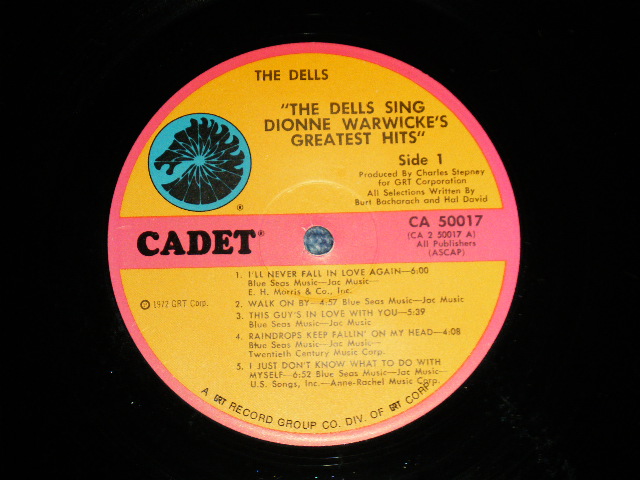 THE DELLS
"THE DELLS SING
DIONNE WARWICKE'S
GREATEST HITS"
Side 1
Produced By Charles Stepney
for GRT Corporation
All Selections Written By
Burt Bacharach and Hal David
®
CADET®
CA 50017
(CA 2 50017 A)
All Publishers
(ASCAP)
1. I'LL NEVER FALL IN LOVE AGAIN—6:00
Blue Seas Music—Jac Music—
E. H. Morris & Co., Inc.
2. WALK ON BY—4:57 Blue Seas Music—Jac Music
3. THIS GUY'S IN LOVE WITH YOU—5:39
Blue Seas Music—Jac Music
4. RAINDROPS KEEP FALLIN' ON MY HEAD—4:08
Blue Seas Music—Jac Music—
Twentieth Century Music Corp.
5. I JUST DON'T KNOW WHAT TO DO WITH
MYSELF—6:52 Blue Seas Music—Jac Music—
U.S. Songs, Inc.—Anne-Rachel Music Corp.
℗ 1972 GRT Corp.
A GRT RECORD GROUP CO. DIV. OF GRT CORP.